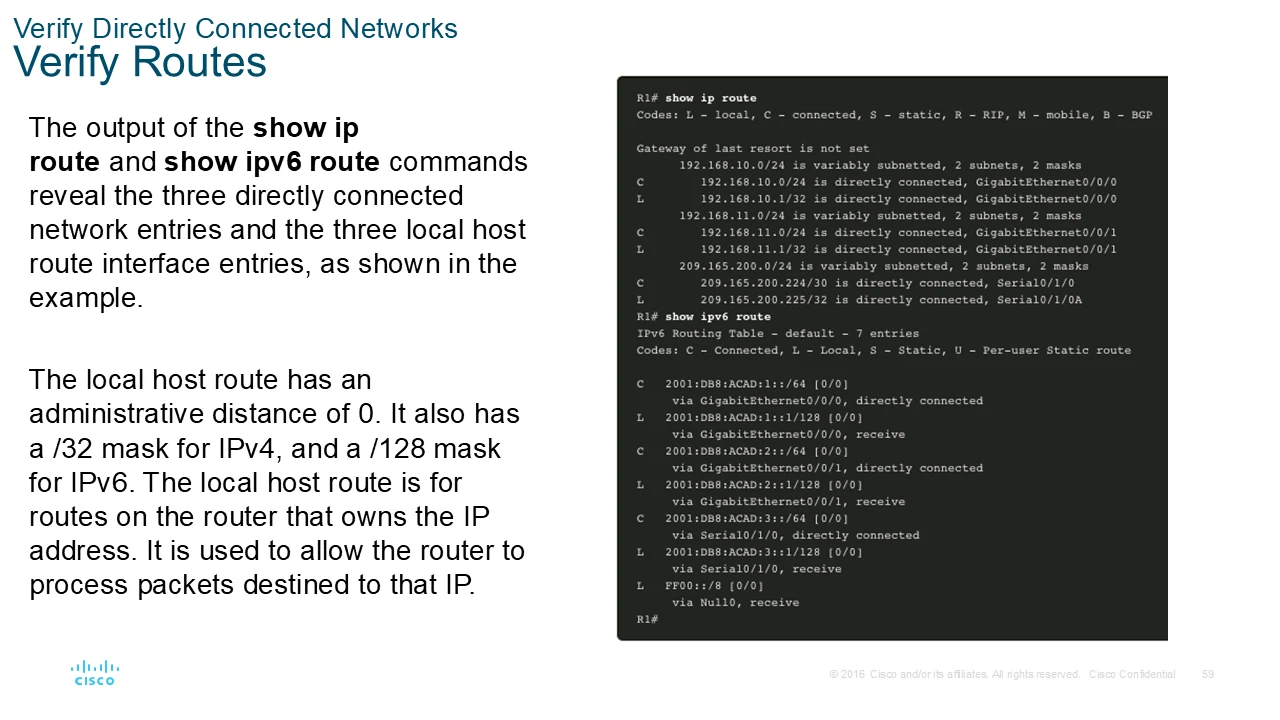 Verify Directly Connected Networks
Verify Routes
The output of the show ip
route and show ipv6 route commands
reveal the three directly connected
network entries and the three local host
route interface entries, as shown in the
example.
The local host route has an
administrative distance of 0. It also has
a /32 mask for IPv4, and a /128 mask
for IPv6. The local host route is for
routes on the router that owns the IP
address. It is used to allow the router to
process packets destined to that IP.
R1# show ip route
Codes: L - local, C - connected, S - static, R - RIP, M - mobile, B - BGP
Gateway of last resort is not set
192.168.10.0/24 is variably subnetted, 2 subnets, 2 masks
C 192.168.10.0/24 is directly connected, GigabitEthernet0/0/0
L 192.168.10.1/32 is directly connected, GigabitEthernet0/0/0
192.168.11.0/24 is variably subnetted, 2 subnets, 2 masks
C 192.168.11.0/24 is directly connected, GigabitEthernet0/0/1
L 192.168.11.1/32 is directly connected, GigabitEthernet0/0/1
209.165.200.0/24 is variably subnetted, 2 subnets, 2 masks
C 209.165.200.224/30 is directly connected, Serial0/1/0
L 209.165.200.225/32 is directly connected, Serial0/1/0A
R1# show ipv6 route
IPv6 Routing Table - default - 7 entries
Codes: C - Connected, L - Local, S - Static, U - Per-user Static route
C 2001:DB8:ACAD:1::/64 [0/0]
via GigabitEthernet0/0/0, directly connected
L 2001:DB8:ACAD:1::1/128 [0/0]
via GigabitEthernet0/0/0, receive
C 2001:DB8:ACAD:2::/64 [0/0]
via GigabitEthernet0/0/1, directly connected
L 2001:DB8:ACAD:2::1/128 [0/0]
via GigabitEthernet0/0/1, receive
C 2001:DB8:ACAD:3::/64 [0/0]
via Serial0/1/0, directly connected
L 2001:DB8:ACAD:3::1/128 [0/0]
via Serial0/1/0, receive
L FF00::/8 [0/0]
via Null0, receive
R1#
CISCO
© 2016 Cisco and/or its affiliates. All rights reserved. Cisco Confidential 59